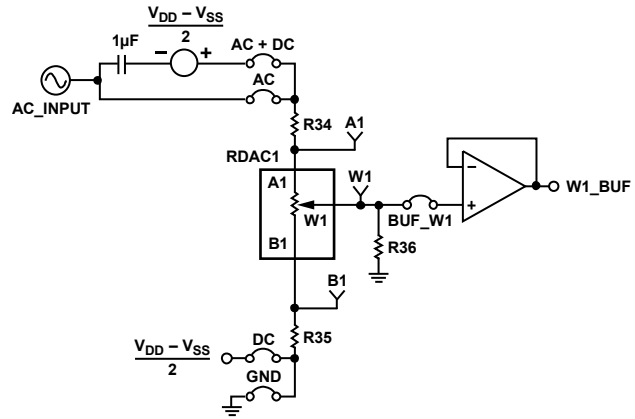 V_DD – V_SS
2
1µF
–
+
AC + DC
AC
AC_INPUT
R34
A1
RDAC1
A1
W1
W1
B1
BUF_W1
R36
–
+
W1_BUF
B1
R35
V_DD – V_SS
2
DC
GND